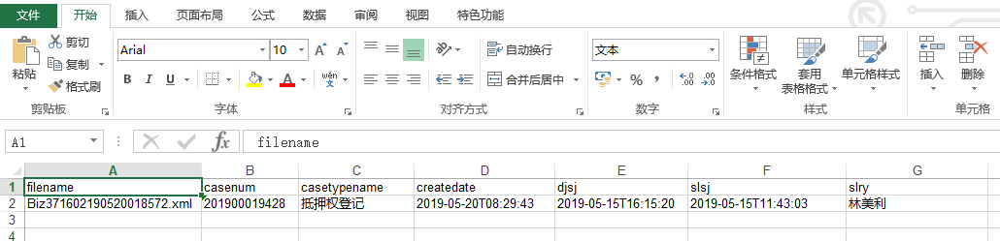 文件 开始 插入 页面布局 公式 数据 审阅 视图 特色功能
粘贴 剪切 复制 格式刷
Arial 10 A A
B I U A wén 文
自动换行
合并后居中
文本
% , .00 .0
条件格式 套用 表格格式 单元格样式
插入 删除
剪贴板 字体 对齐方式 数字 样式 单元格
A1 fx filename
A B C D E F G
1 filename casenum casetypename createdate djsj slsj slry
2 Biz371602190520018572.xml 201900019428 抵押权登记 2019-05-20T08:29:43 2019-05-15T16:15:20 2019-05-15T11:43:03 林美利
3
4